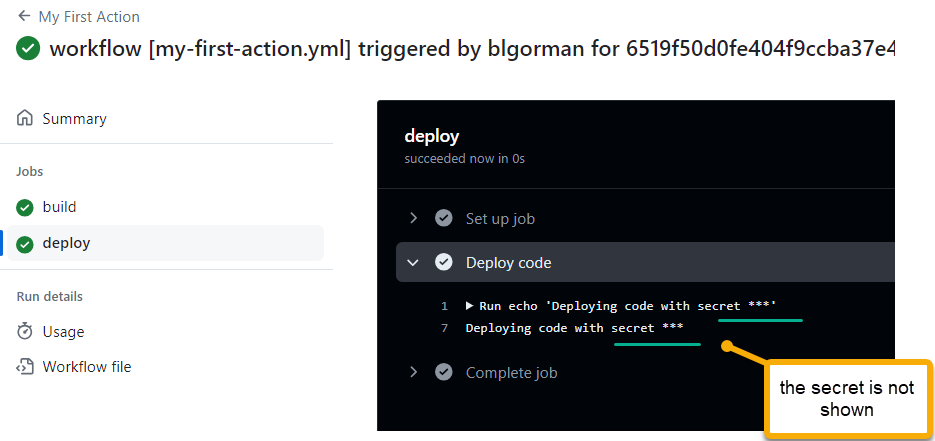 My First Action
workflow [my-first-action.yml] triggered by blgorman for 6519f50d0fe404f9ccba37e4
Summary
Jobs
build
deploy
Run details
Usage
Workflow file
deploy
succeeded now in 0s
Set up job
Deploy code
1 Run echo 'Deploying code with secret ***'
7 Deploying code with secret ***
Complete job
the secret is not
shown